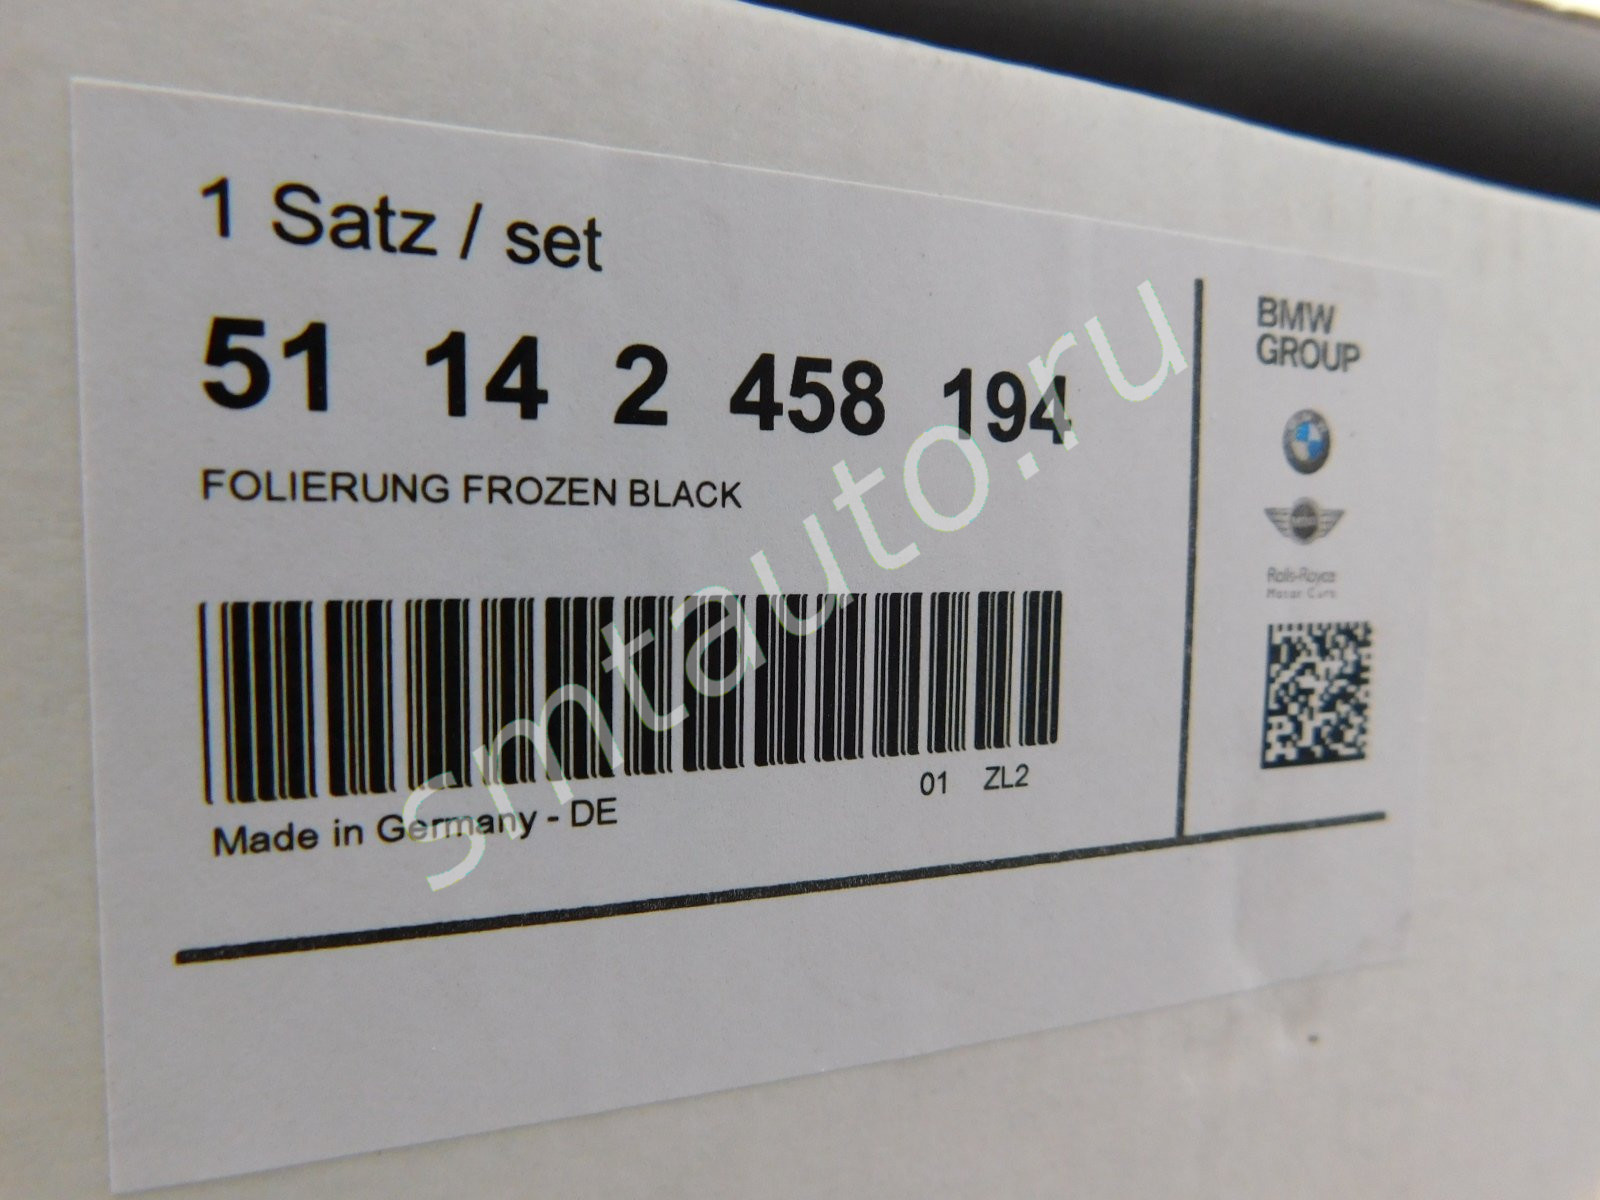 1 Satz / set
51 14 2 458 194
FOLIERUNG FROZEN BLACK
01 ZL2
Made in Germany - DE
BMW
GROUP
Rolls-Royce
Motor Cars
smtauto.ru